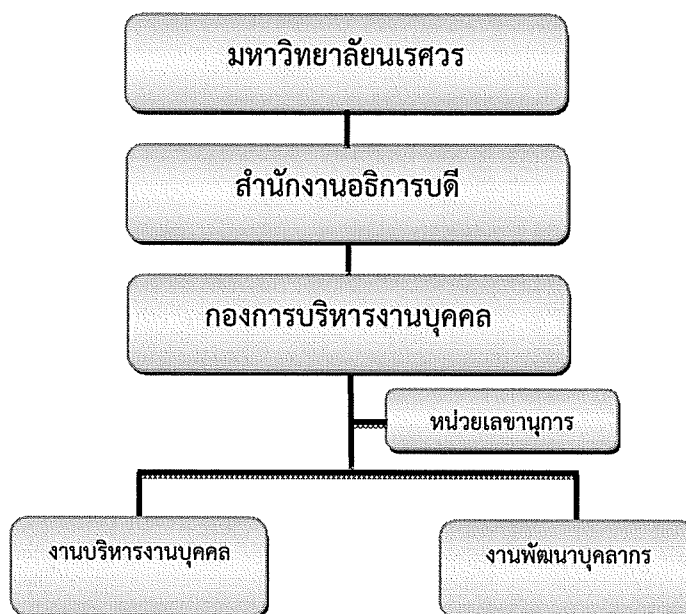 มหาวิทยาลัยนเรศวร
สำนักงานอธิการบดี
กองการบริหารงานบุคคล
หน่วยเลขานุการ
งานบริหารงานบุคคล
งานพัฒนาบุคลากร